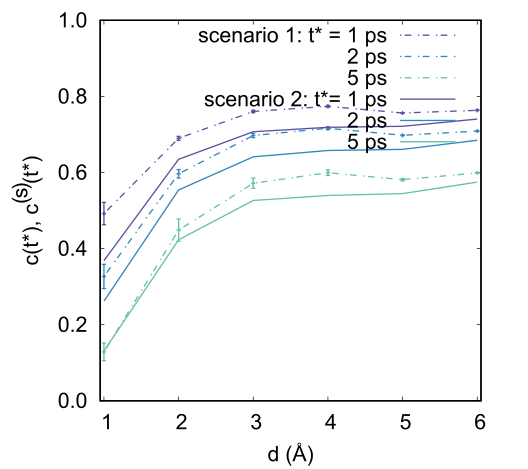 1.0
0.8
0.6
0.4
0.2
0.0
c(t*), c(s)(t*)
scenario 1: t* = 1 ps
2 ps
5 ps
scenario 2: t*= 1 ps
2 ps
5 ps
1 2 3 4 5 6
d (Å)